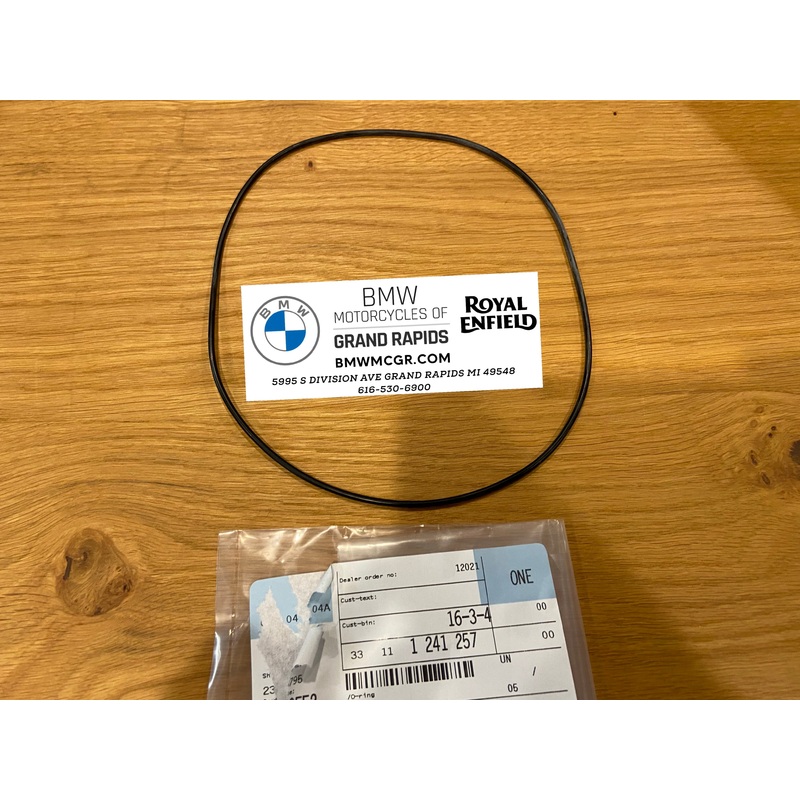 BMW
BMW
MOTORCYCLES OF
GRAND RAPIDS
ROYAL
ENFIELD
BMWMCGR.COM
5995 S DIVISION AVE GRAND RAPIDS MI 49548
616-530-6900
Dealer order no: 12021
ONE
Cust-text:
04 04A
Cust-bin: 16-3-4 00
33 11 1 241 257 00
UN /
/O-ring 05